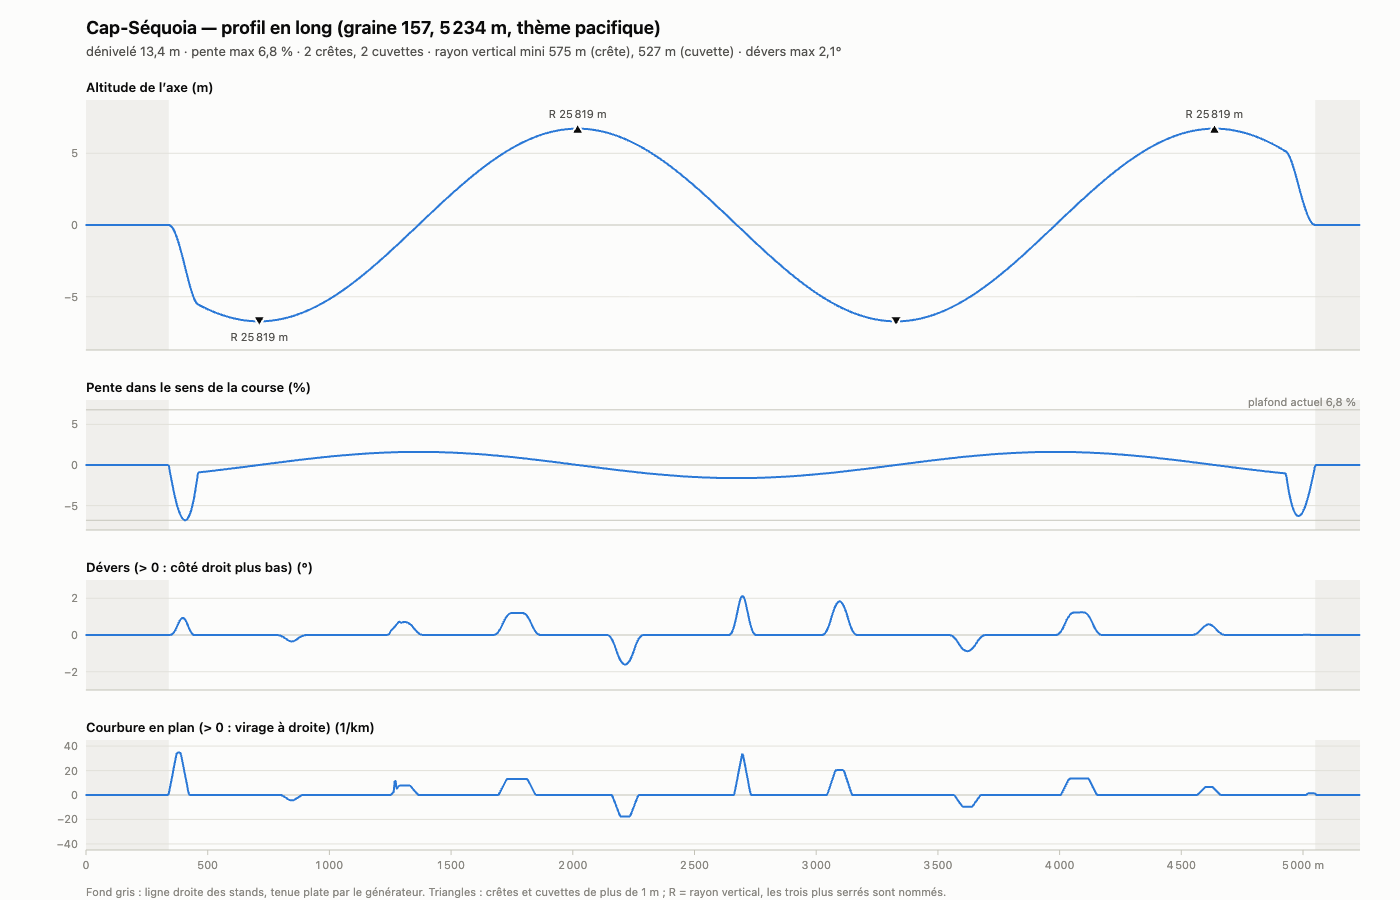 Cap-Séquoia — profil en long (graine 157, 5 234 m, thème pacifique)
dénivelé 13,4 m · pente max 6,8 % · 2 crêtes, 2 cuvettes · rayon vertical mini 575 m (crête), 527 m (cuvette) · dévers max 2,1°
Altitude de l’axe (m)
R 25 819 m
R 25 819 m
5
0
−5
R 25 819 m
Pente dans le sens de la course (%)
plafond actuel 6,8 %
5
0
−5
Dévers (> 0 : côté droit plus bas) (°)
2
0
−2
Courbure en plan (> 0 : virage à droite) (1/km)
40
20
0
−20
−40
0
500
1 000
1 500
2 000
2 500
3 000
3 500
4 000
4 500
5 000 m
Fond gris : ligne droite des stands, tenue plate par le générateur. Triangles : crêtes et cuvettes de plus de 1 m ; R = rayon vertical, les trois plus serrés sont nommés.